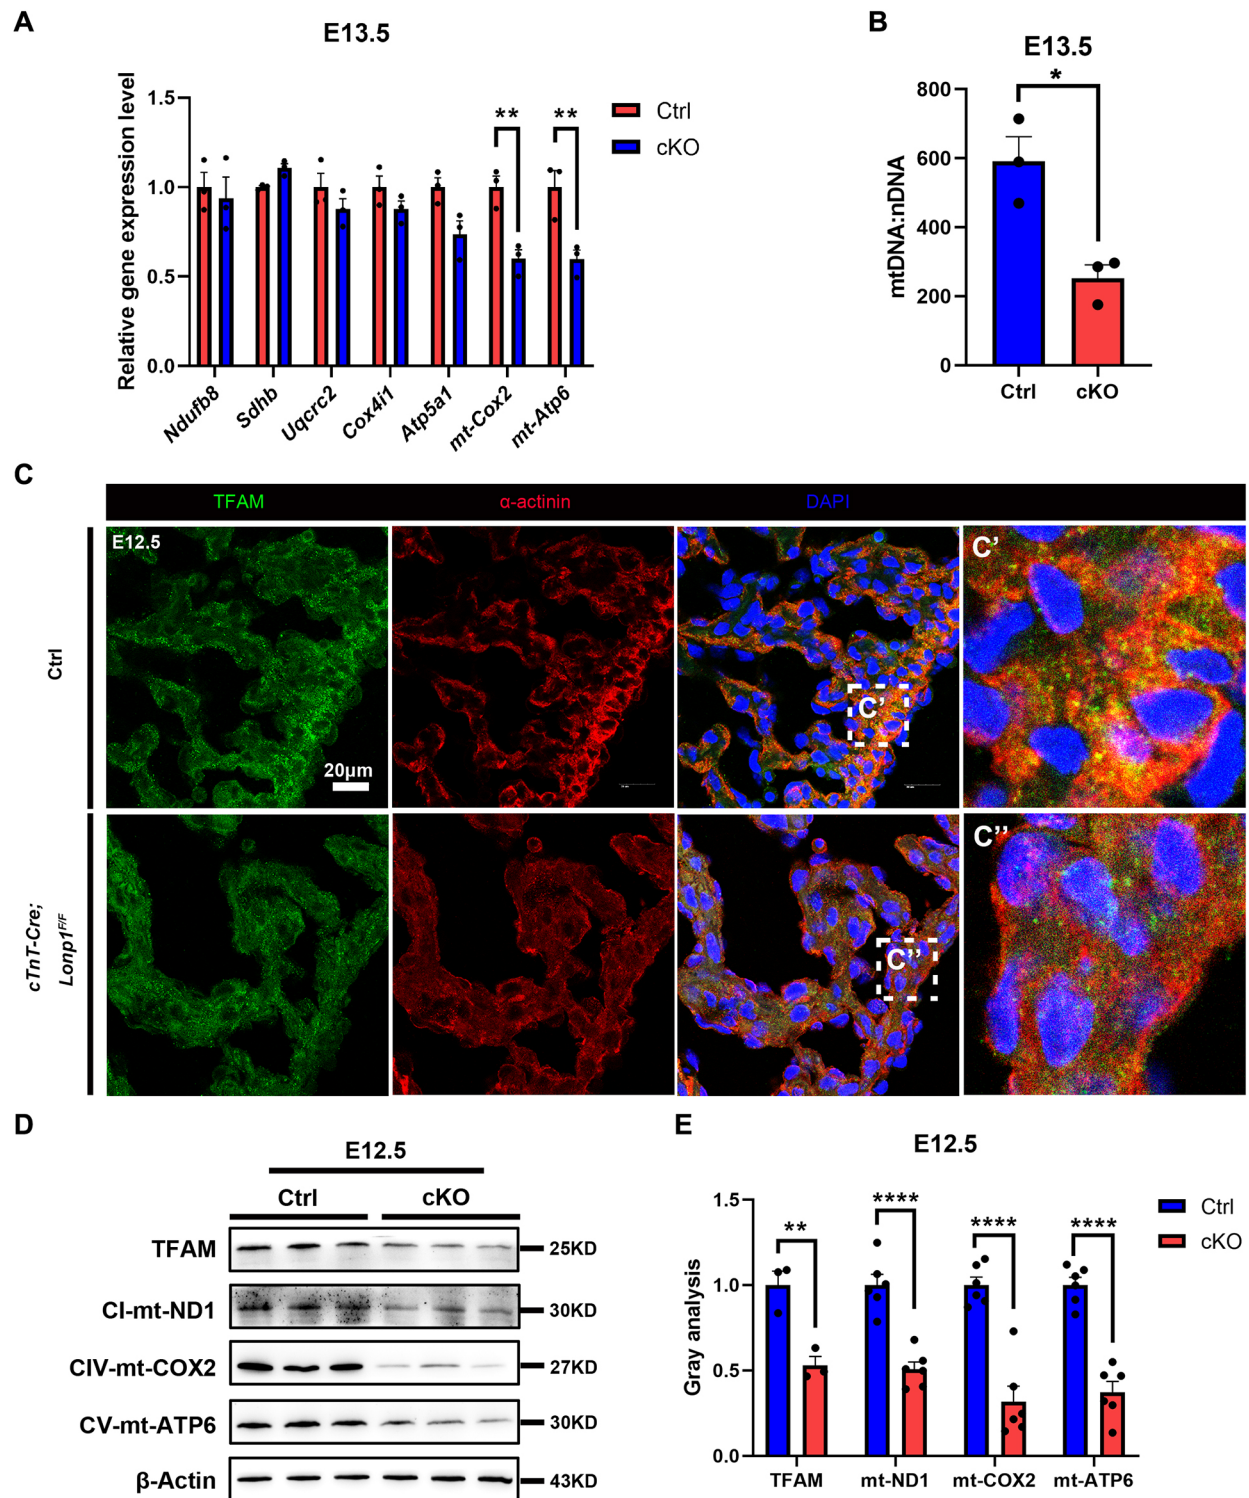 A
E13.5
Relative gene expression level
1.5
1.0
0.5
0.0
**
**
Ctrl
cKO
Ndufb8
Sdhb
Uqcrc2
Cox4i1
Atp5a1
mt-Cox2
mt-Atp6
B
E13.5
*
mtDNA:nDNA
800
600
400
200
0
Ctrl
cKO
C
TFAM
α-actinin
DAPI
Ctrl
E12.5
20μm
C’
C’
cTnT-Cre;
Lonp1F/F
C’’
C’’
D
E12.5
Ctrl
cKO
TFAM
25KD
CI-mt-ND1
30KD
CIV-mt-COX2
27KD
CV-mt-ATP6
30KD
β-Actin
43KD
E
E12.5
Gray analysis
1.5
1.0
0.5
0.0
**
****
****
****
Ctrl
cKO
TFAM
mt-ND1
mt-COX2
mt-ATP6